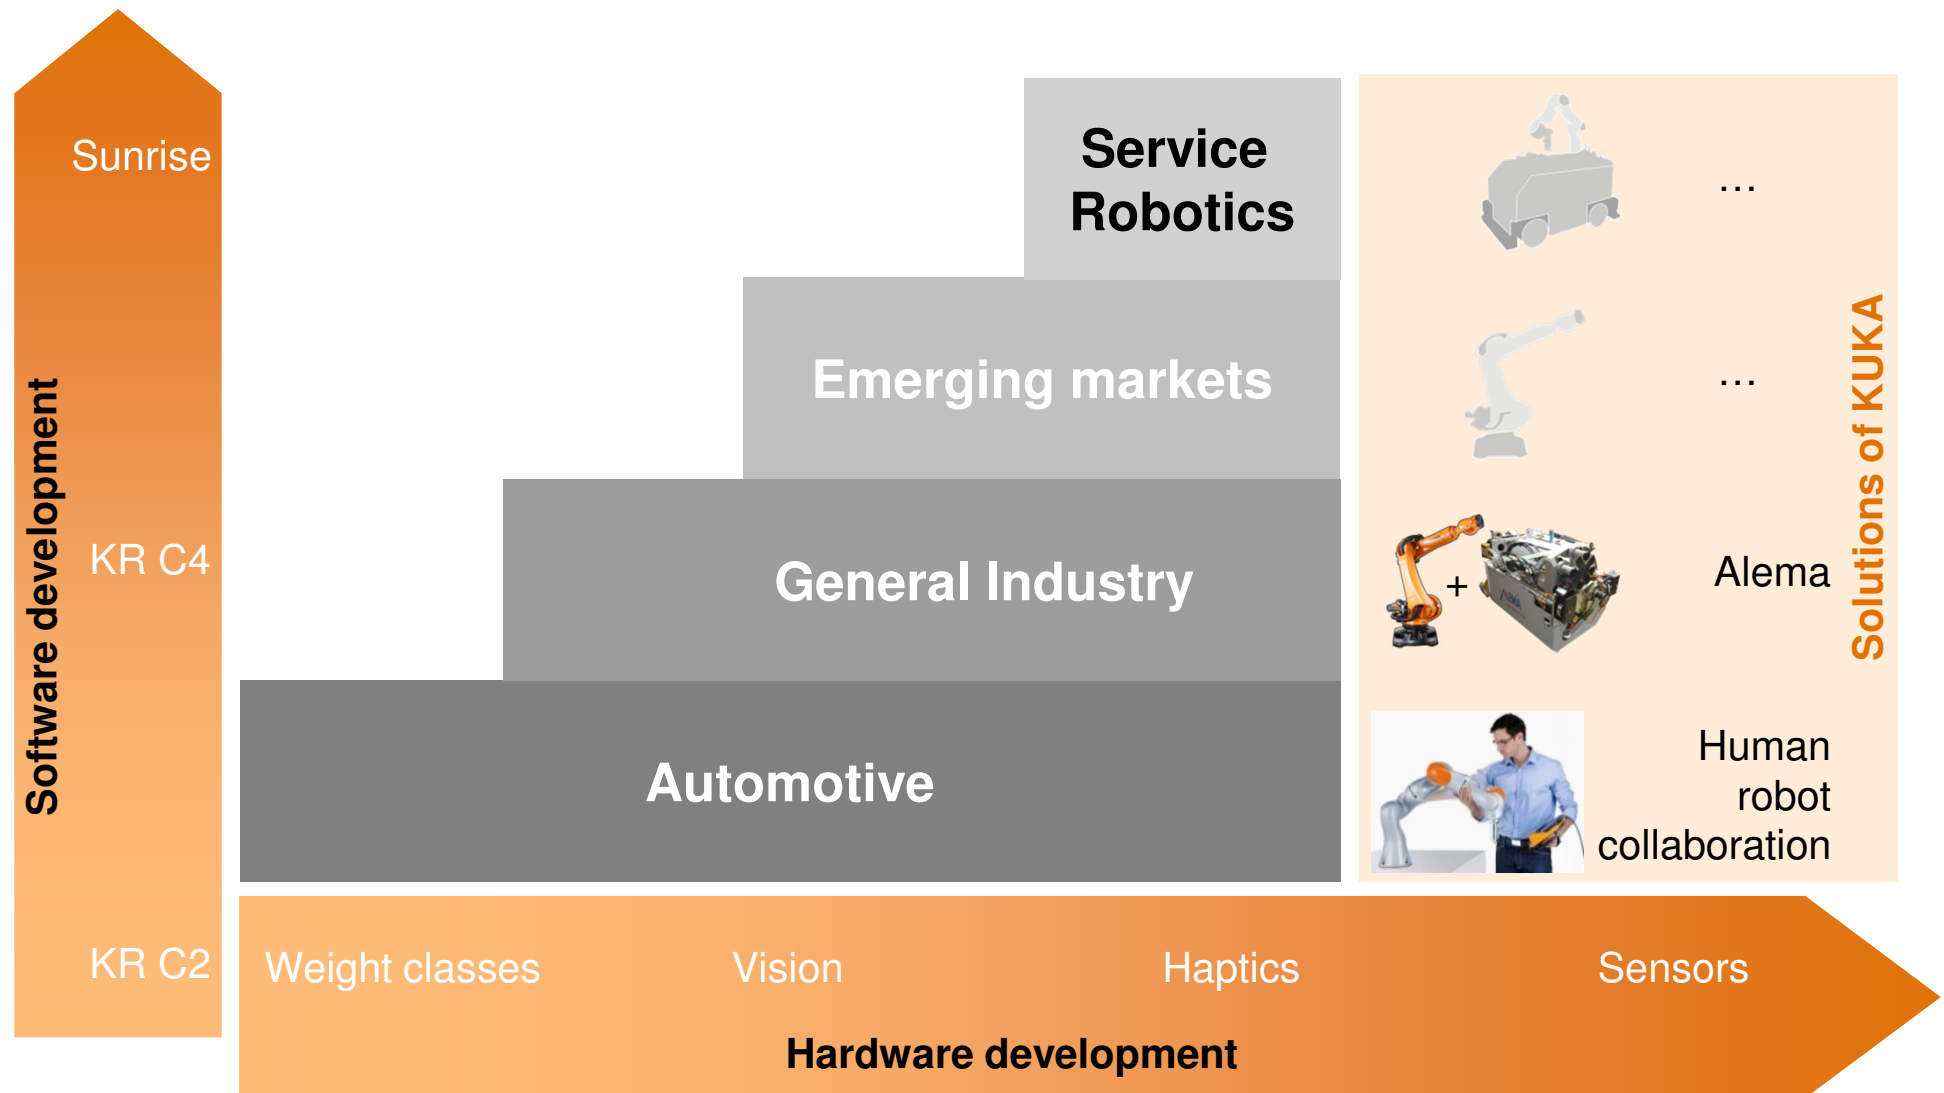 Sunrise
KR C4
KR C2
Software development
Service
Robotics
Emerging markets
General Industry
Automotive
...
...
+
Alema
Human
robot
collaboration
Solutions of KUKA
Weight classes
Vision
Haptics
Sensors
Hardware development